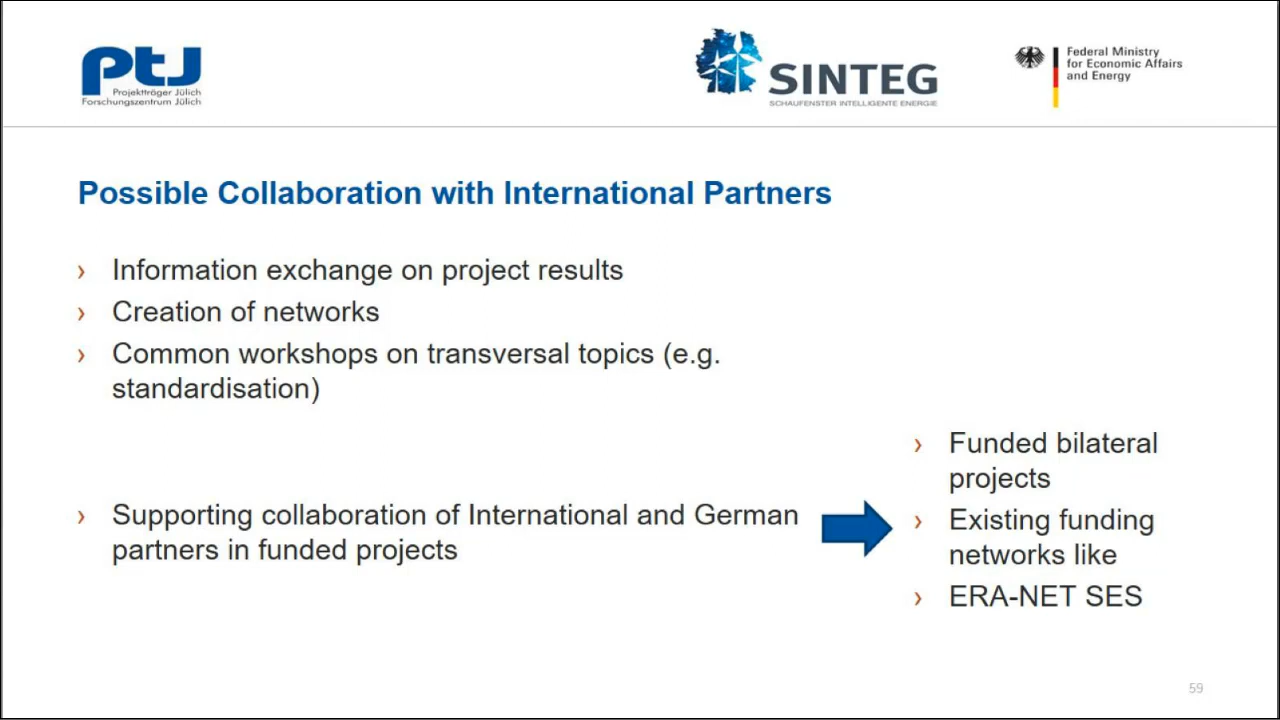 ptJ
Projektträger Jülich
Forschungszentrum Jülich
SINTEG
SCHAUFENSTER INTELLIGENTE ENERGIE
Federal Ministry
for Economic Affairs
and Energy
Possible Collaboration with International Partners
› Information exchange on project results
› Creation of networks
› Common workshops on transversal topics (e.g.
standardisation)
› Supporting collaboration of International and German
partners in funded projects
› Funded bilateral
projects
› Existing funding
networks like
› ERA-NET SES
59